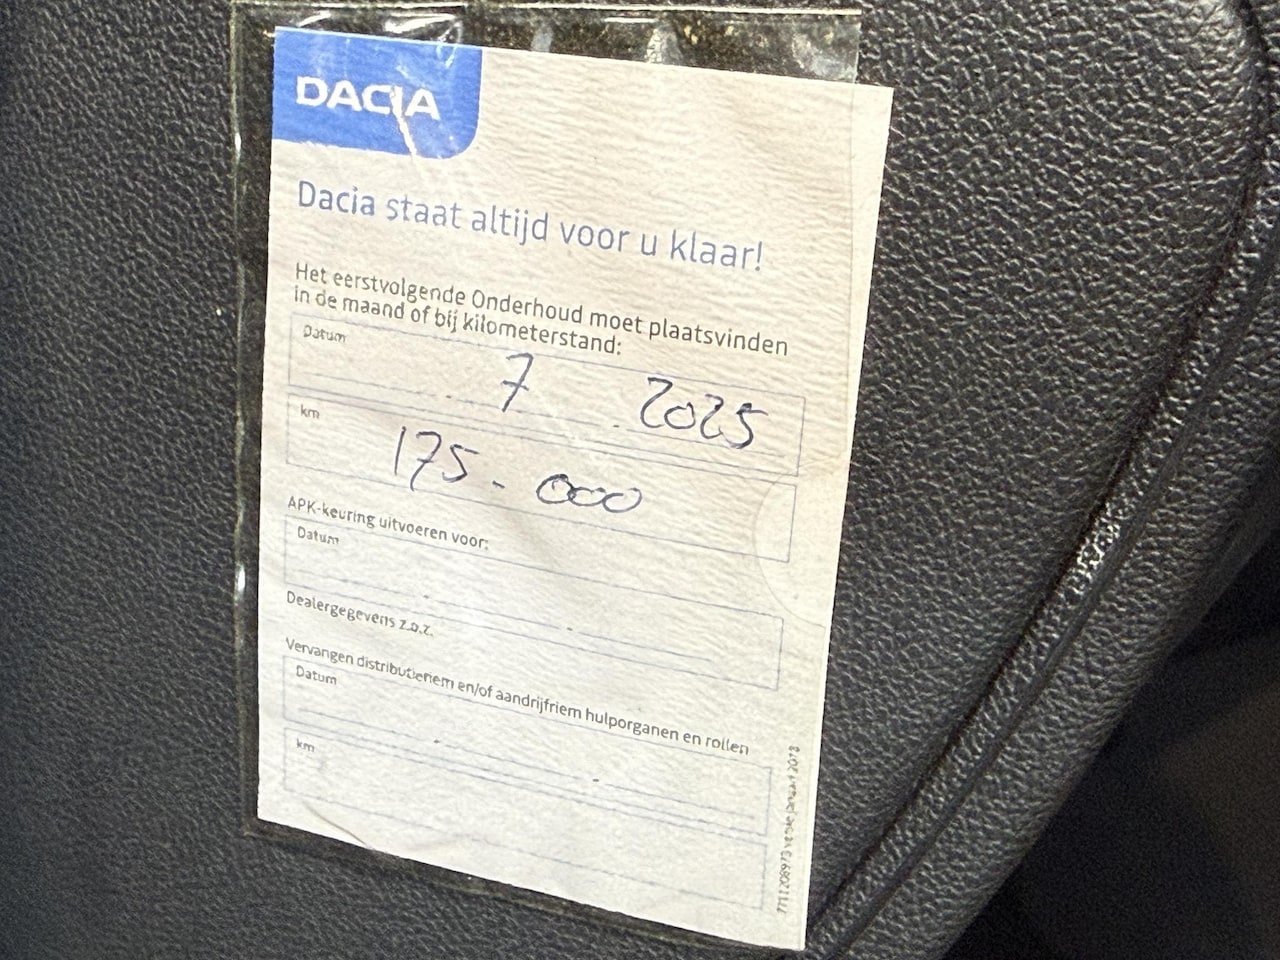 DACIA
Dacia staat altijd voor u klaar!
Het eerstvolgende Onderhoud moet plaatsvinden
in de maand of bij kilometerstand:
Datum 7 2025
km 175.000
APK-keuring uitvoeren voor:
Datum
Dealergegevens z.o.z.
Vervangen distributieriem en/of aandrijfriem hulporganen en rollen
Datum
km